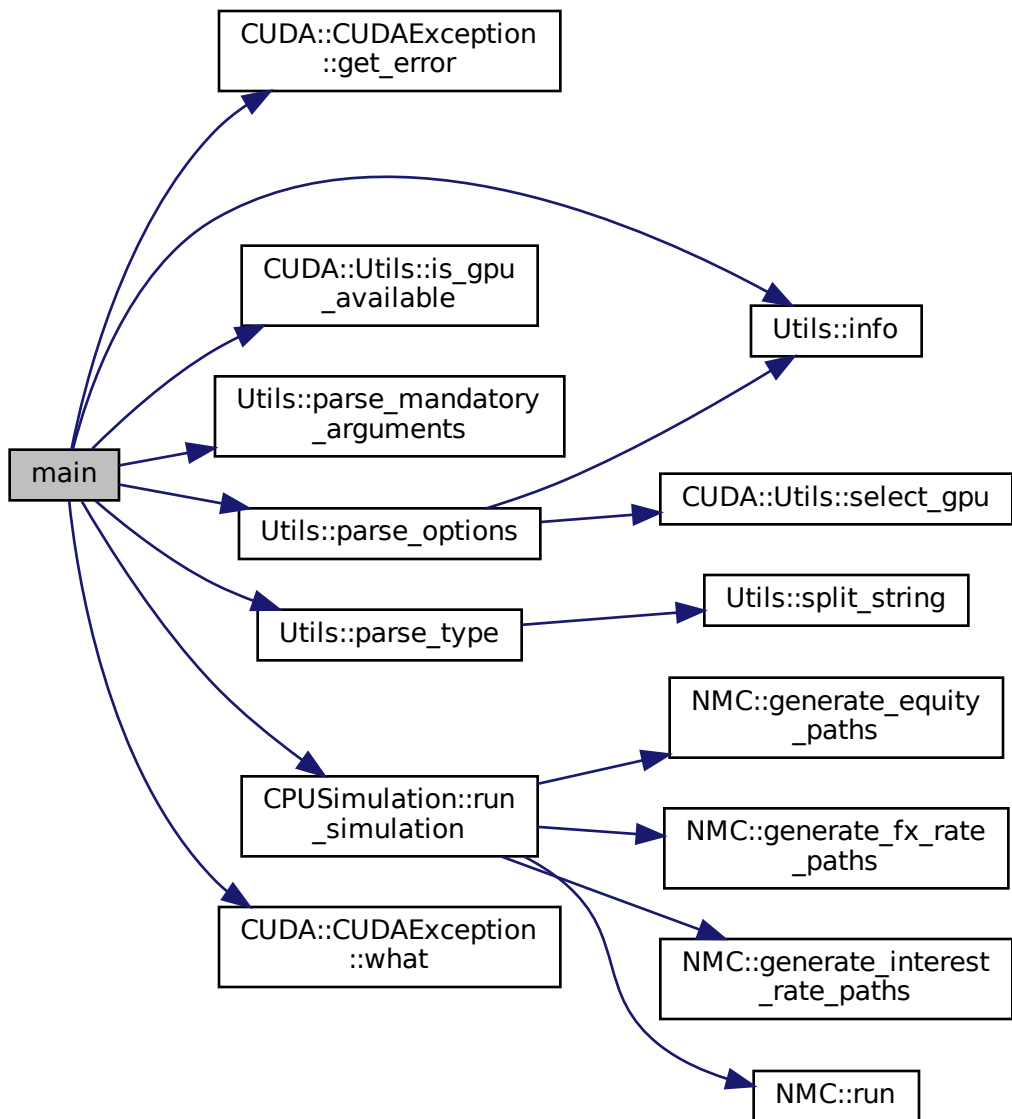 CUDA::CUDAException
::get_error
CUDA::Utils::is_gpu
_available
Utils::info
Utils::parse_mandatory
_arguments
main
CUDA::Utils::select_gpu
Utils::parse_options
Utils::split_string
Utils::parse_type
NMC::generate_equity
_paths
CPUSimulation::run
_simulation
NMC::generate_fx_rate
_paths
CUDA::CUDAException
::what
NMC::generate_interest
_rate_paths
NMC::run